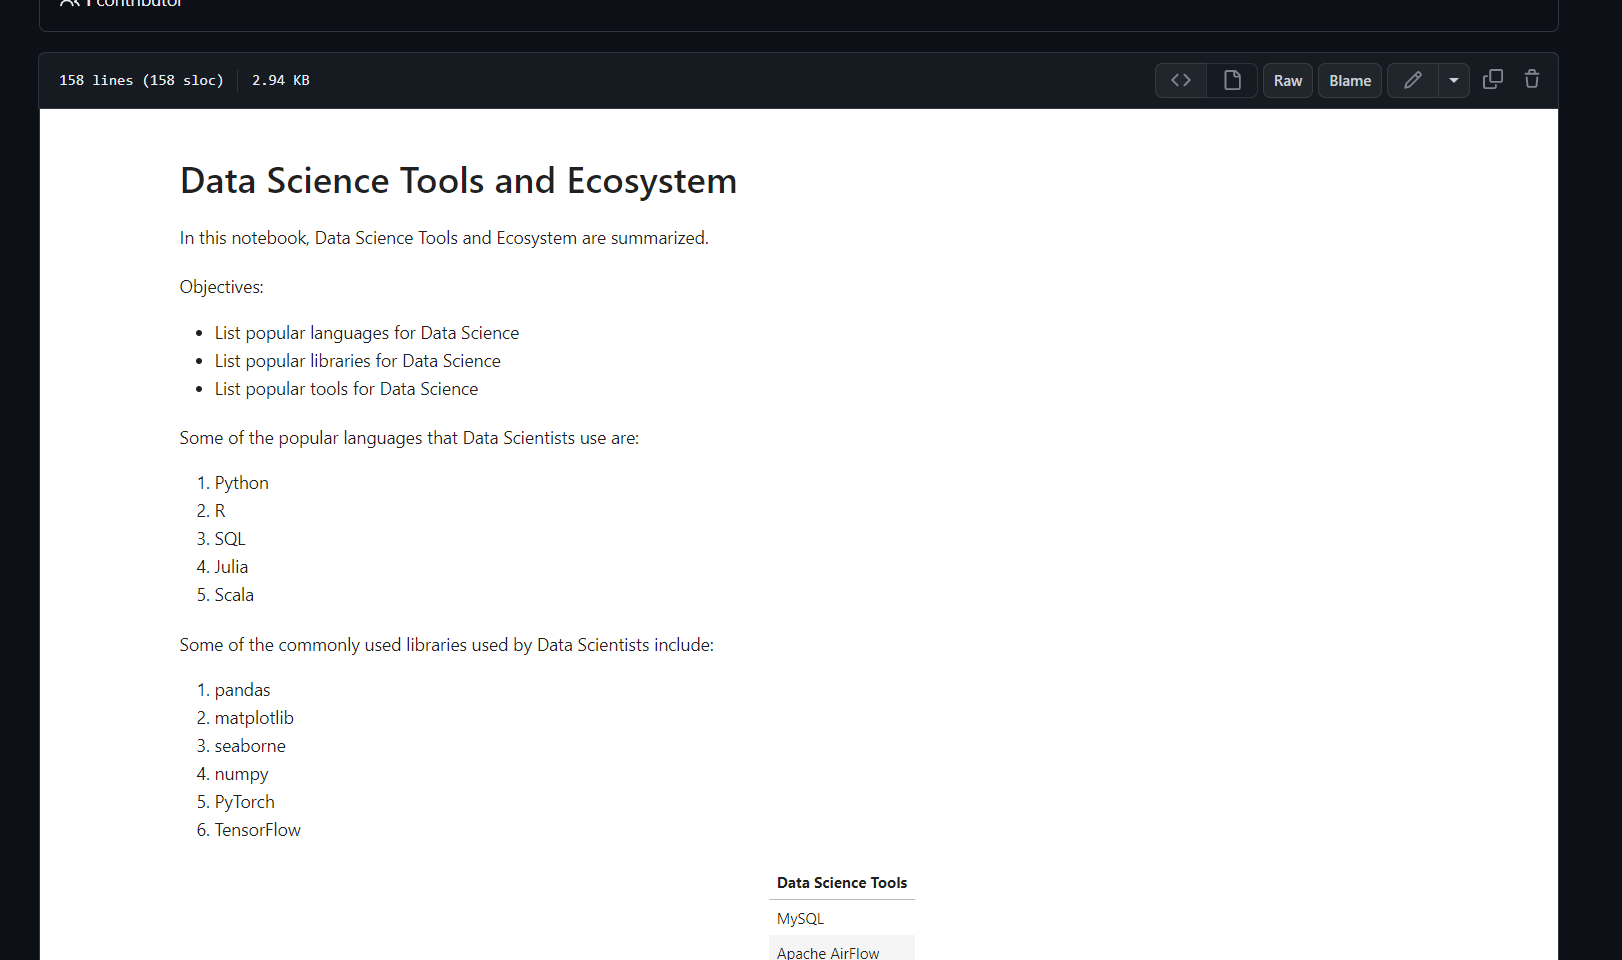 1 contributor
158 lines (158 sloc) 2.94 KB
Raw Blame
Data Science Tools and Ecosystem
In this notebook, Data Science Tools and Ecosystem are summarized.
Objectives:
• List popular languages for Data Science
• List popular libraries for Data Science
• List popular tools for Data Science
Some of the popular languages that Data Scientists use are:
1. Python
2. R
3. SQL
4. Julia
5. Scala
Some of the commonly used libraries used by Data Scientists include:
1. pandas
2. matplotlib
3. seaborne
4. numpy
5. PyTorch
6. TensorFlow
Data Science Tools
MySQL
Apache AirFlow